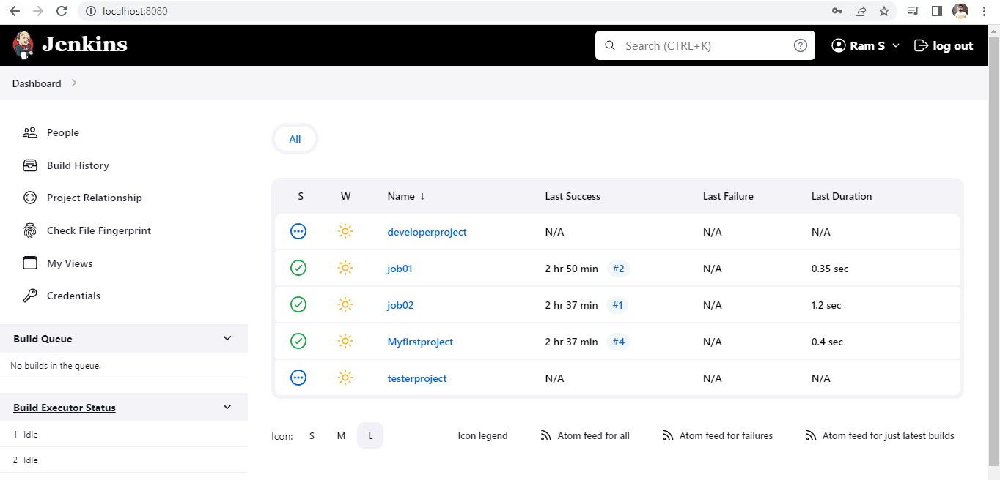 localhost:8080
Jenkins
Search (CTRL+K)
Ram S
log out
Dashboard
People
Build History
Project Relationship
Check File Fingerprint
My Views
Credentials
Build Queue
No builds in the queue.
Build Executor Status
1 Idle
2 Idle
All
S W Name ↓ Last Success Last Failure Last Duration
developerproject N/A N/A N/A
job01 2 hr 50 min #2 N/A 0.35 sec
job02 2 hr 37 min #1 N/A 1.2 sec
Myfirstproject 2 hr 37 min #4 N/A 0.4 sec
testerproject N/A N/A N/A
Icon: S M L Icon legend Atom feed for all Atom feed for failures Atom feed for just latest builds